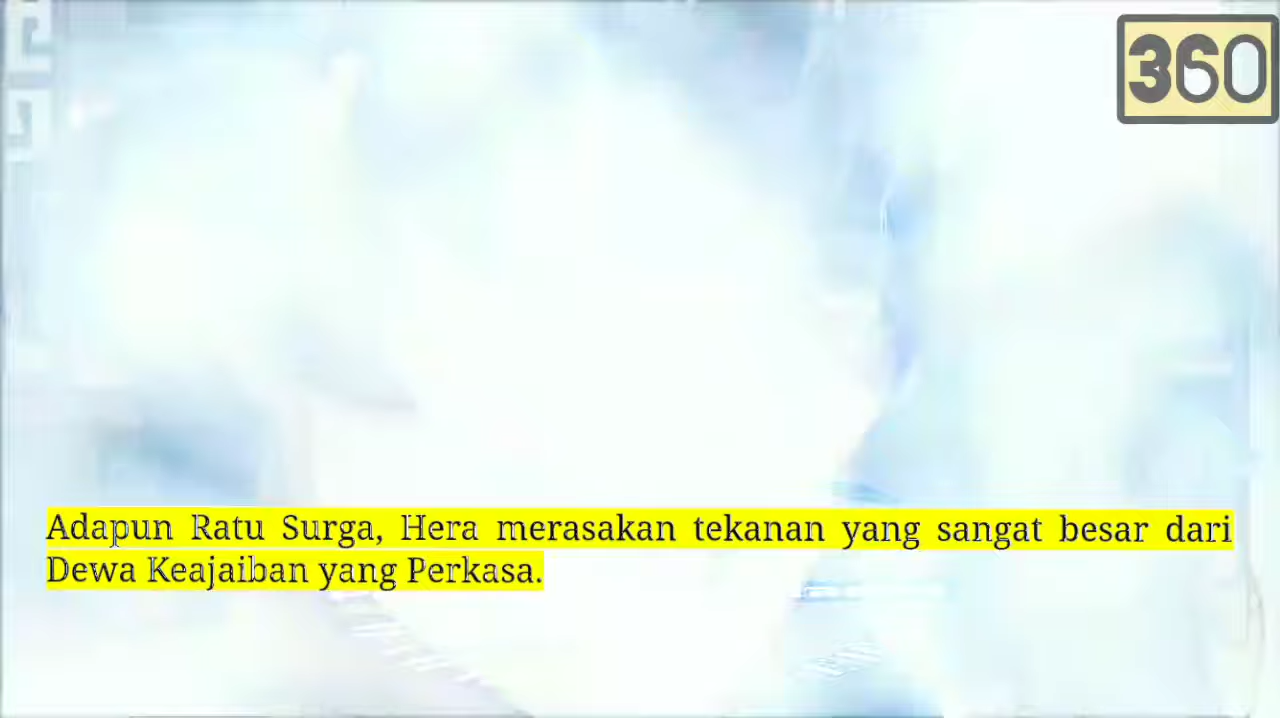 360
Adapun Ratu Surga, Hera merasakan tekanan yang sangat besar dari
Dewa Keajaiban yang Perkasa.